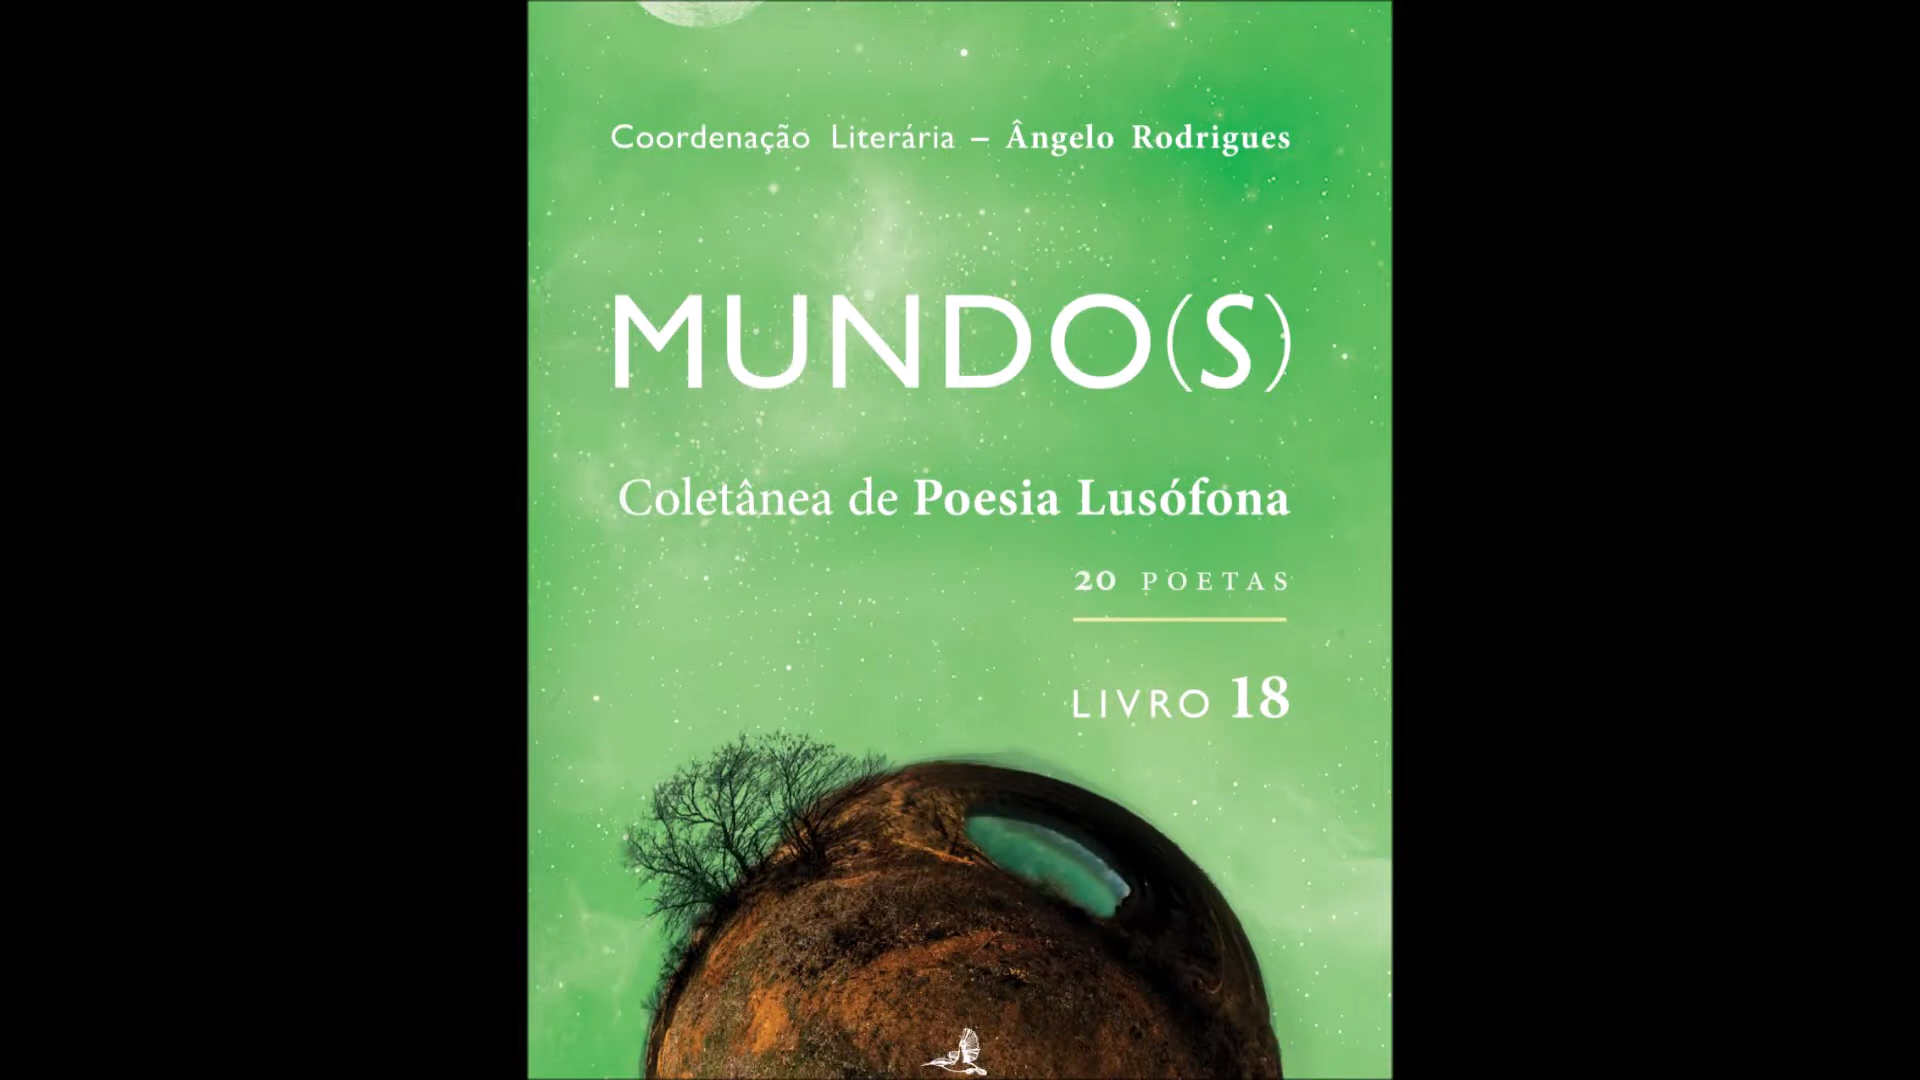 Coordenação Literária – Ângelo Rodrigues
MUNDO(S)
Coletânea de Poesia Lusófona
20 POETAS
LIVRO 18